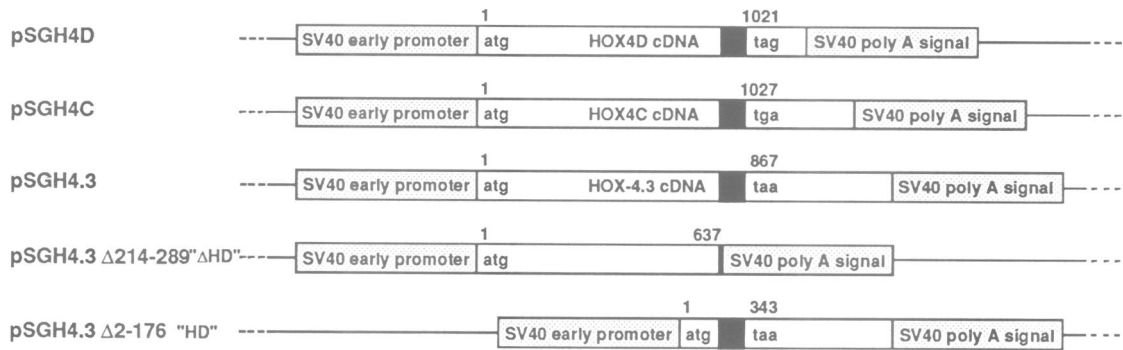 1 1021
pSGH4D SV40 early promoter atg HOX4D cDNA tag SV40 poly A signal
1 1027
pSGH4C SV40 early promoter atg HOX4C cDNA tga SV40 poly A signal
1 867
pSGH4.3 SV40 early promoter atg HOX-4.3 cDNA taa SV40 poly A signal
1 637
pSGH4.3 Δ214-289"ΔHD" SV40 early promoter atg SV40 poly A signal
1 343
pSGH4.3 Δ2-176 "HD" SV40 early promoter atg taa SV40 poly A signal